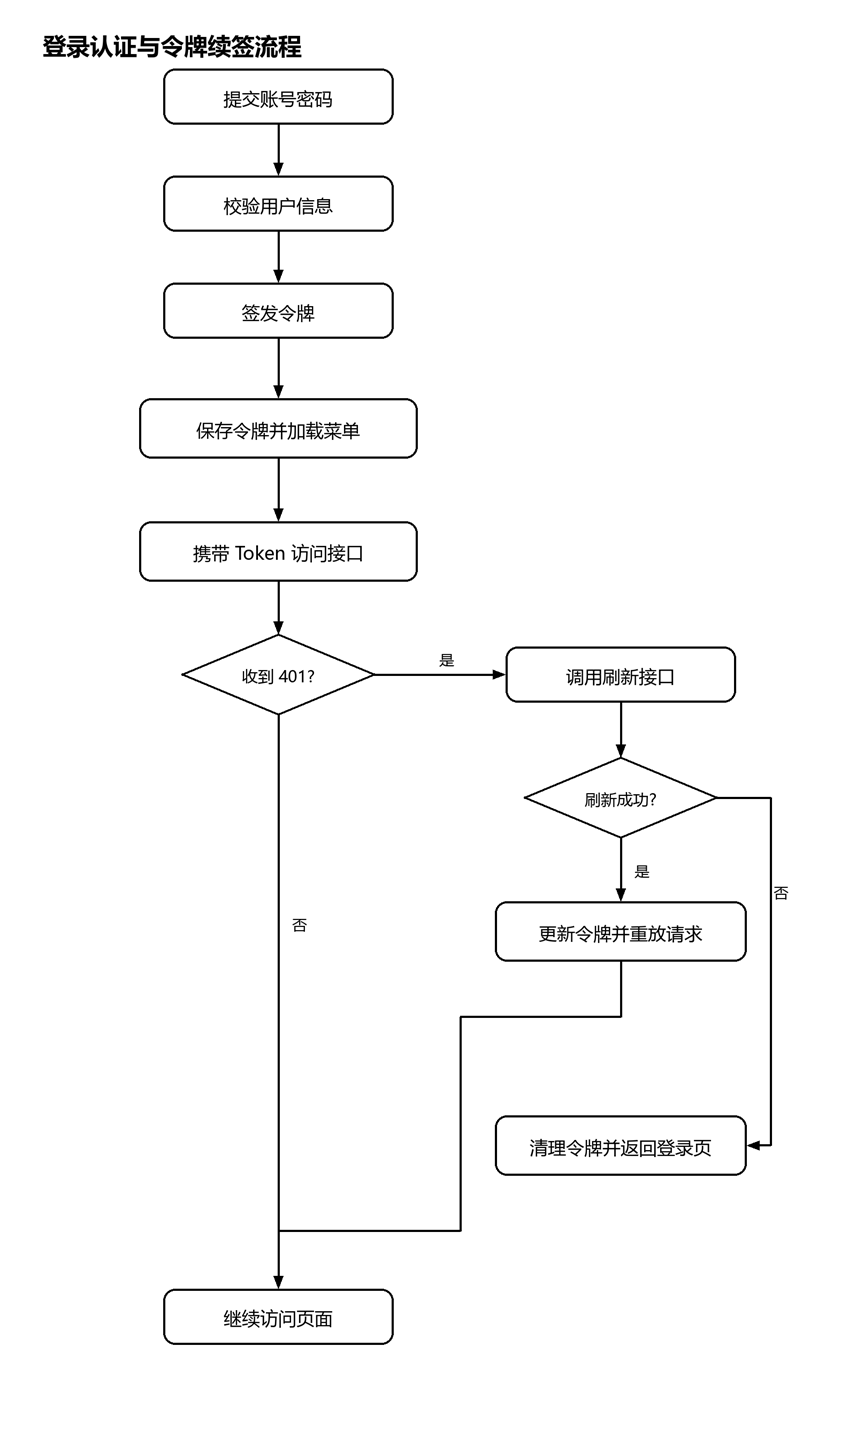 登录认证与令牌续签流程
提交账号密码
校验用户信息
签发令牌
保存令牌并加载菜单
携带 Token 访问接口
收到 401?
是
调用刷新接口
刷新成功?
是
否
更新令牌并重放请求
否
清理令牌并返回登录页
继续访问页面